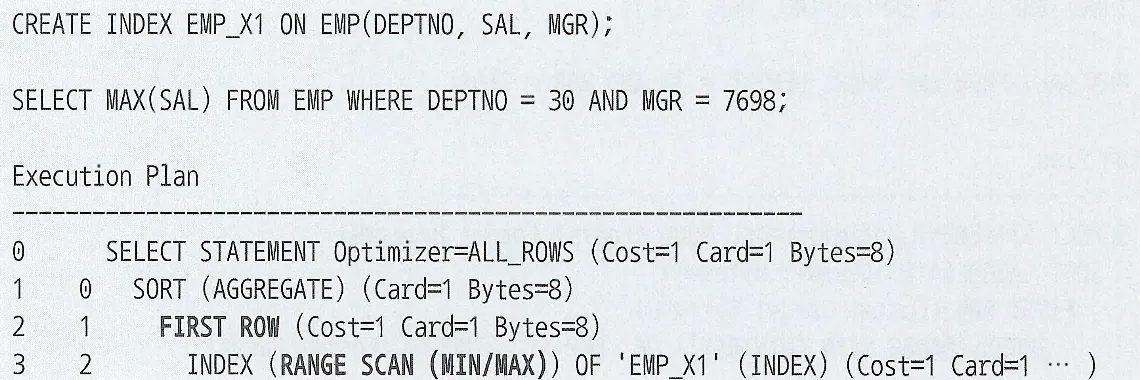 CREATE INDEX EMP_X1 ON EMP(DEPTNO, SAL, MGR);
SELECT MAX(SAL) FROM EMP WHERE DEPTNO = 30 AND MGR = 7698;
Execution Plan
-----------------------------------------------------------
0 SELECT STATEMENT Optimizer=ALL_ROWS (Cost=1 Card=1 Bytes=8)
1 0 SORT (AGGREGATE) (Card=1 Bytes=8)
2 1 FIRST ROW (Cost=1 Card=1 Bytes=8)
3 2 INDEX (RANGE SCAN (MIN/MAX)) OF 'EMP_X1' (INDEX) (Cost=1 Card=1 ··· )